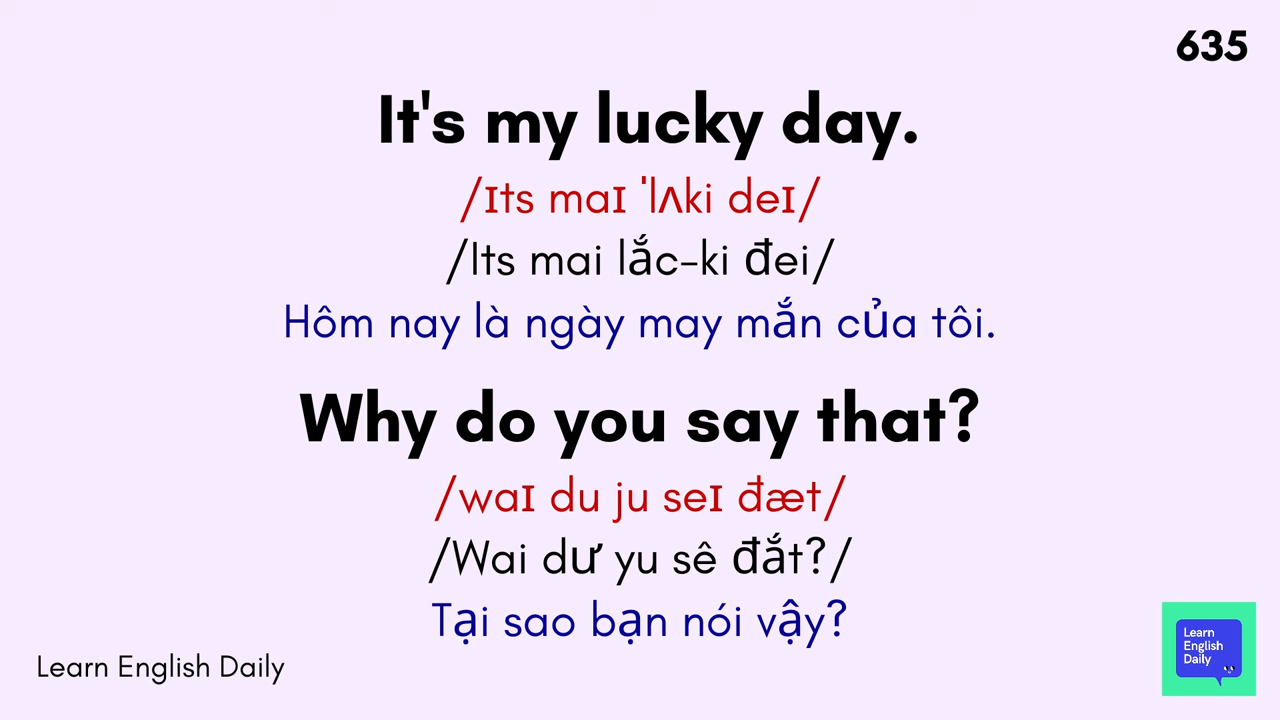 635
It's my lucky day.
/ɪts maɪ ˈlʌki deɪ/
/Its mai lắc-ki đei/
Hôm nay là ngày may mắn của tôi.
Why do you say that?
/waɪ du ju seɪ đæt/
/Wai dư yu sê đắt?/
Tại sao bạn nói vậy?
Learn English Daily
Learn
English
Daily